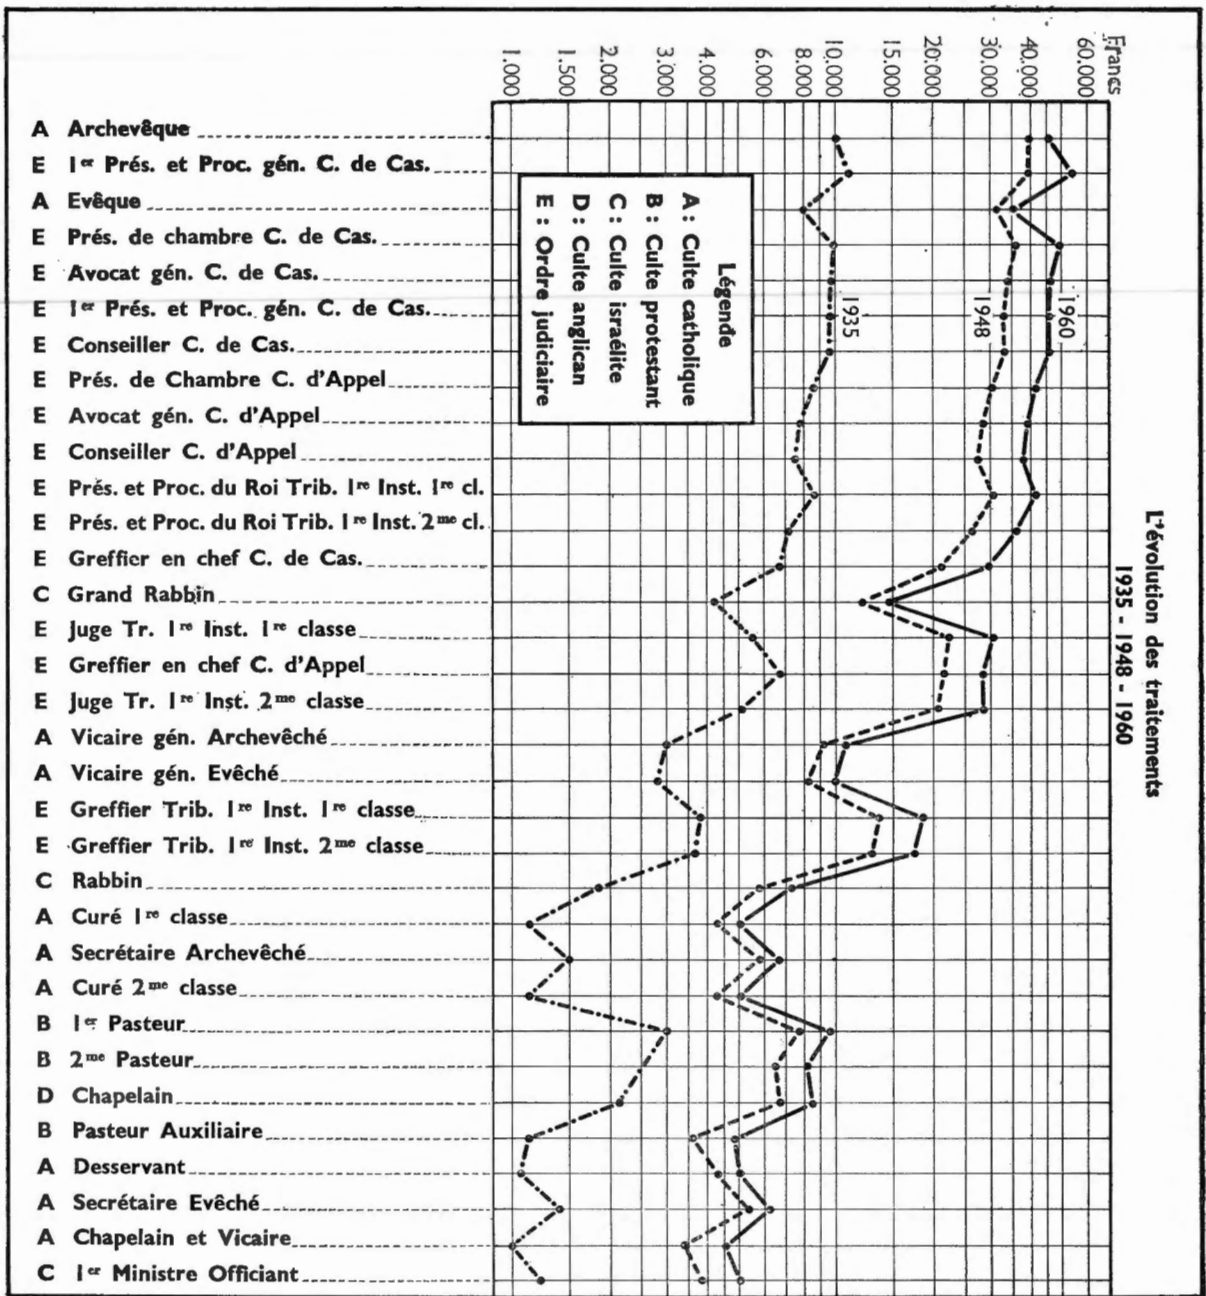 L'évolution des traitements
1935 - 1948 - 1960
Francs
60.000
40.000
30.000
20.000
15.000
10.000
8.000
6.000
4.000
3.000
2.000
1.500
1.000
1960
1948
1935
Légende
A : Culte catholique
B : Culte protestant
C : Culte israélite
D : Culte anglican
E : Ordre judiciaire
A Archevêque
E 1er Prés. et Proc. gén. C. de Cas.
A Evêque
E Prés. de chambre C. de Cas.
E Avocat gén. C. de Cas.
E 1er Prés. et Proc. gén. C. de Cas.
E Conseiller C. de Cas.
E Prés. de Chambre C. d'Appel
E Avocat gén. C. d'Appel
E Conseiller C. d'Appel
E Prés. et Proc. du Roi Trib. 1re Inst. 1re cl.
E Prés. et Proc. du Roi Trib. 1re Inst. 2me cl.
E Greffier en chef C. de Cas.
C Grand Rabbin
E Juge Tr. 1re Inst. 1re classe
E Greffier en chef C. d'Appel
E Juge Tr. 1re Inst. 2me classe
A Vicaire gén. Archevêché
A Vicaire gén. Evêché
E Greffier Trib. 1re Inst. 1re classe
E Greffier Trib. 1re Inst. 2me classe
C Rabbin
A Curé 1re classe
A Secrétaire Archevêché
A Curé 2me classe
B 1er Pasteur
B 2me Pasteur
D Chapelain
B Pasteur Auxiliaire
A Desservant
A Secrétaire Evêché
A Chapelain et Vicaire
C 1er Ministre Officiant